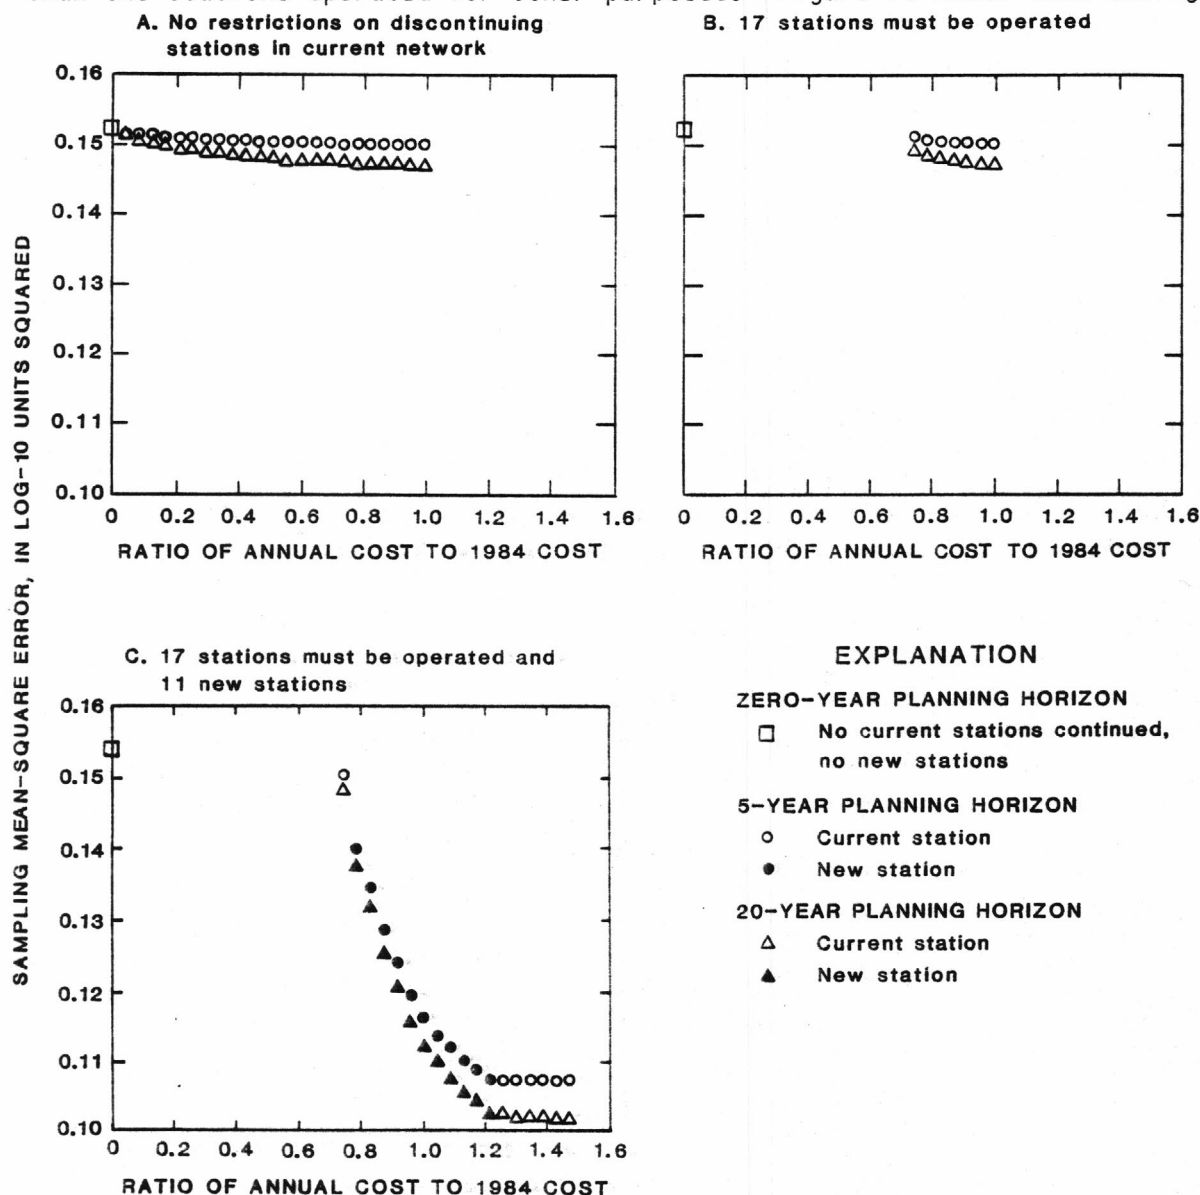 A. No restrictions on discontinuing
stations in current network
B. 17 stations must be operated
0.16
0.15
0.14
0.13
0.12
0.11
0.10
0 0.2 0.4 0.6 0.8 1.0 1.2 1.4 1.6
RATIO OF ANNUAL COST TO 1984 COST
0 0.2 0.4 0.6 0.8 1.0 1.2 1.4 1.6
RATIO OF ANNUAL COST TO 1984 COST
SAMPLING MEAN-SQUARE ERROR, IN LOG-10 UNITS SQUARED
C. 17 stations must be operated and
11 new stations
0.16
0.15
0.14
0.13
0.12
0.11
0.10
0 0.2 0.4 0.6 0.8 1.0 1.2 1.4 1.6
RATIO OF ANNUAL COST TO 1984 COST
EXPLANATION
ZERO-YEAR PLANNING HORIZON
No current stations continued,
no new stations
5-YEAR PLANNING HORIZON
Current station
New station
20-YEAR PLANNING HORIZON
Current station
New station